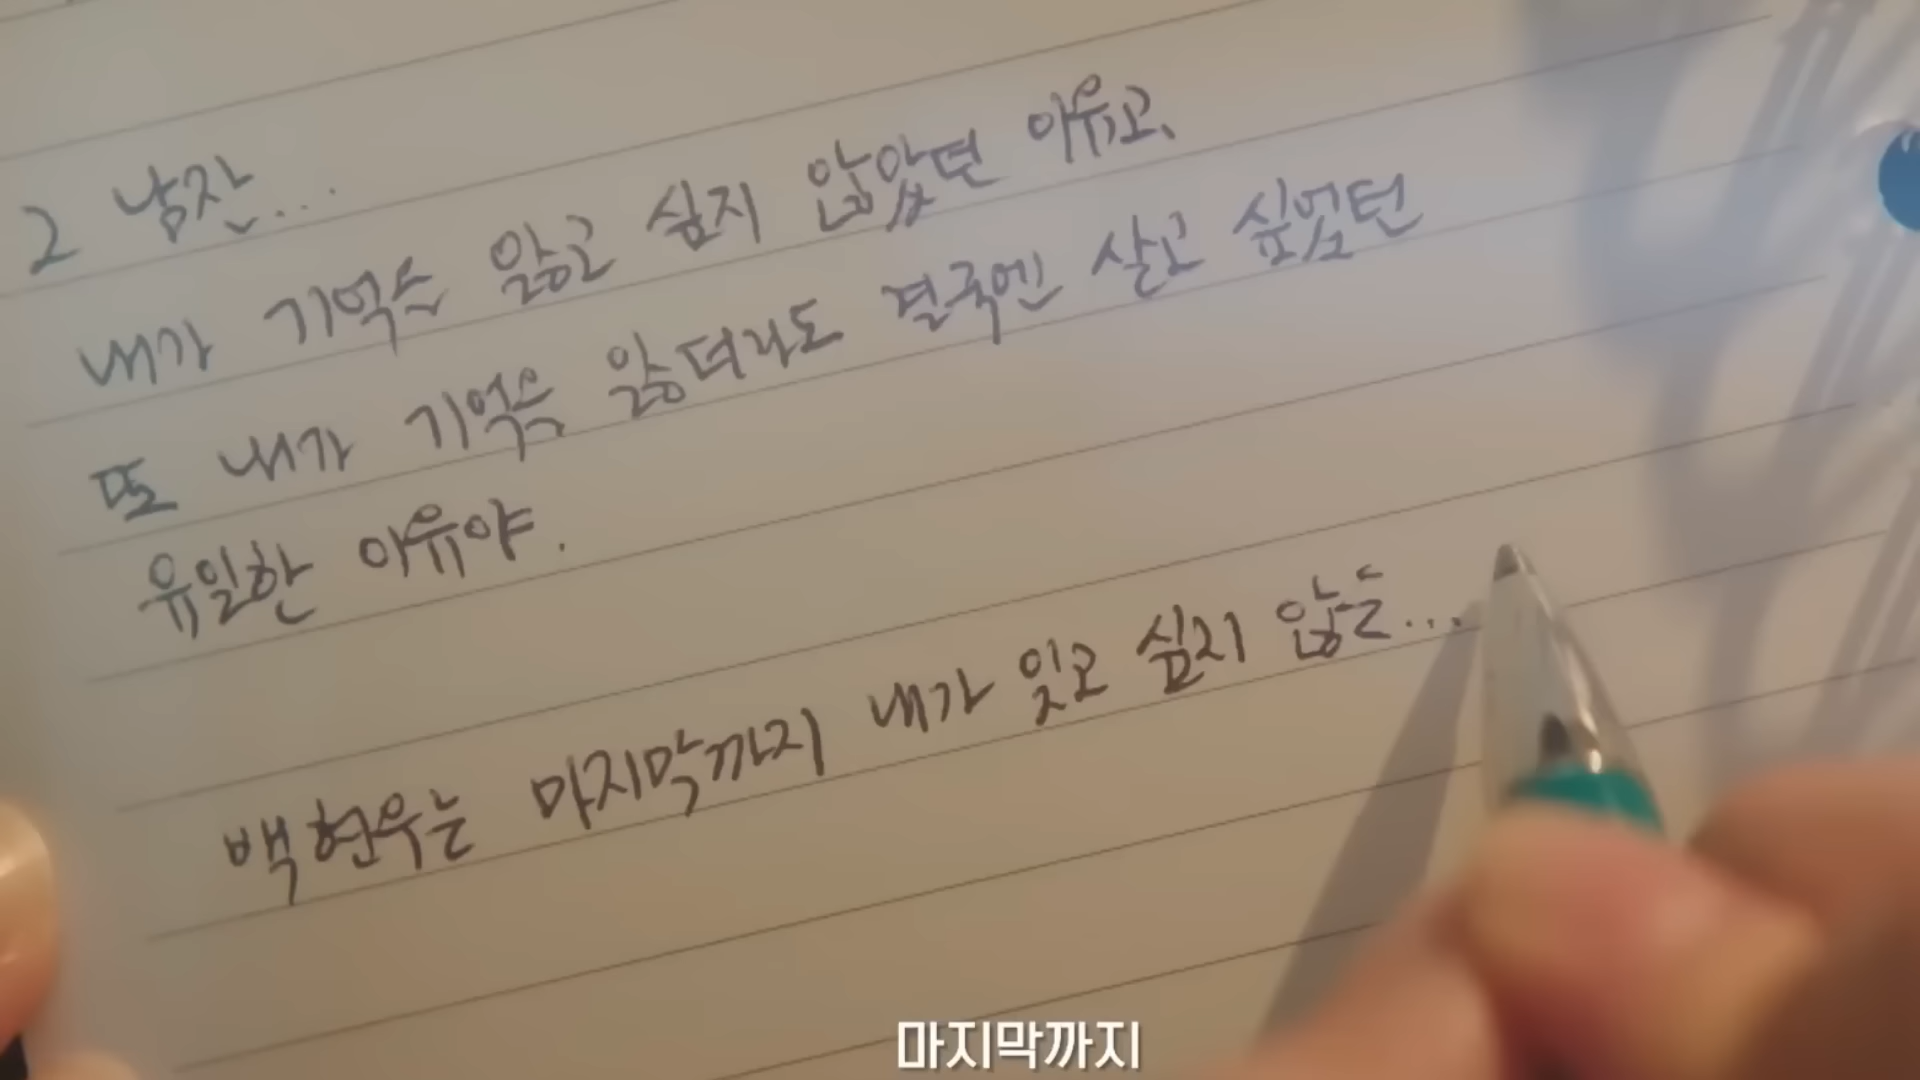 그 남잔...
내가 기억을 잃고 싶지 않았던 이유고,
또 내가 기억을 잃더라도 결국엔 살고 싶었던
유일한 이유야.
백현우는 마지막까지 내가 잊고 싶지 않은...
마지막까지